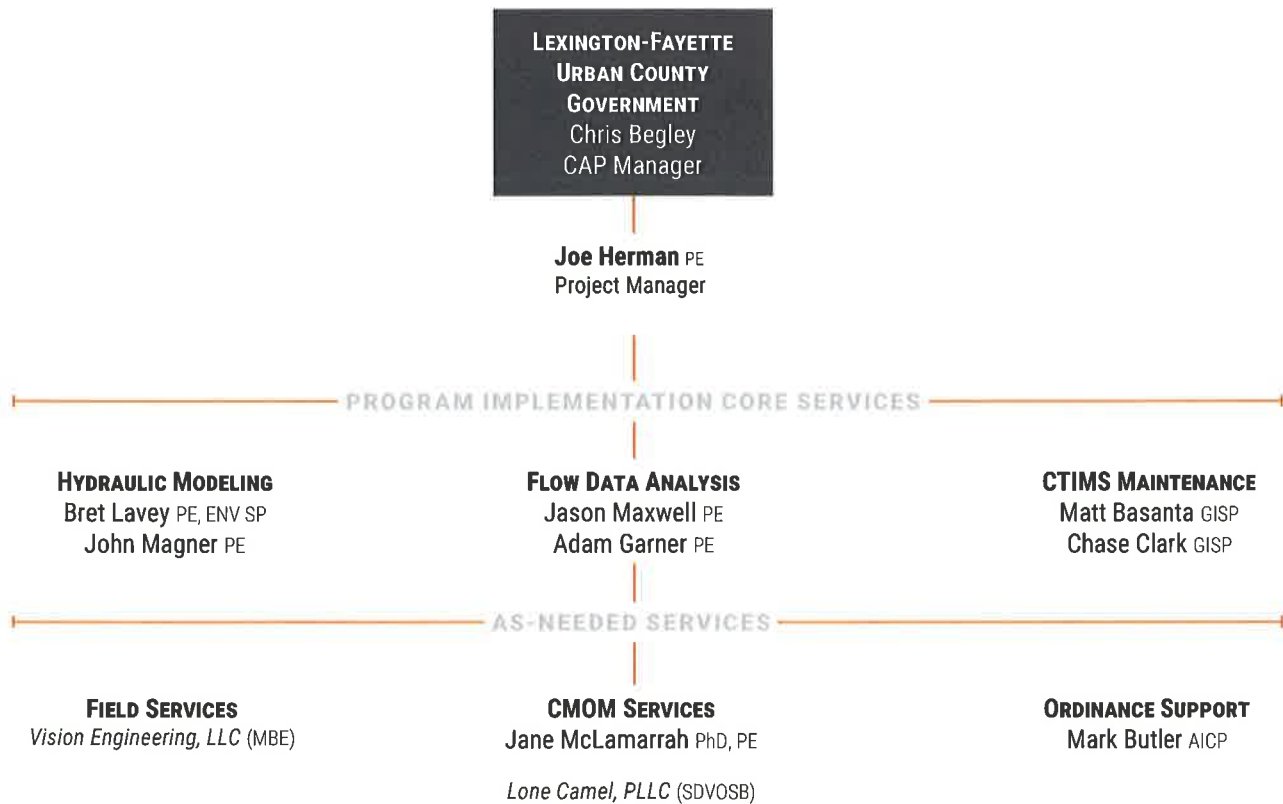 LEXINGTON-FAYETTE
URBAN COUNTY
GOVERNMENT
Chris Begley
CAP Manager
Joe Herman PE
Project Manager
PROGRAM IMPLEMENTATION CORE SERVICES
HYDRAULIC MODELING
Bret Lavey PE, ENV SP
John Magner PE
FLOW DATA ANALYSIS
Jason Maxwell PE
Adam Garner PE
CTIMS MAINTENANCE
Matt Basanta GISP
Chase Clark GISP
AS-NEEDED SERVICES
FIELD SERVICES
Vision Engineering, LLC (MBE)
CMOM SERVICES
Jane McLamarrah PhD, PE
Lone Camel, PLLC (SDVOSB)
ORDINANCE SUPPORT
Mark Butler AICP